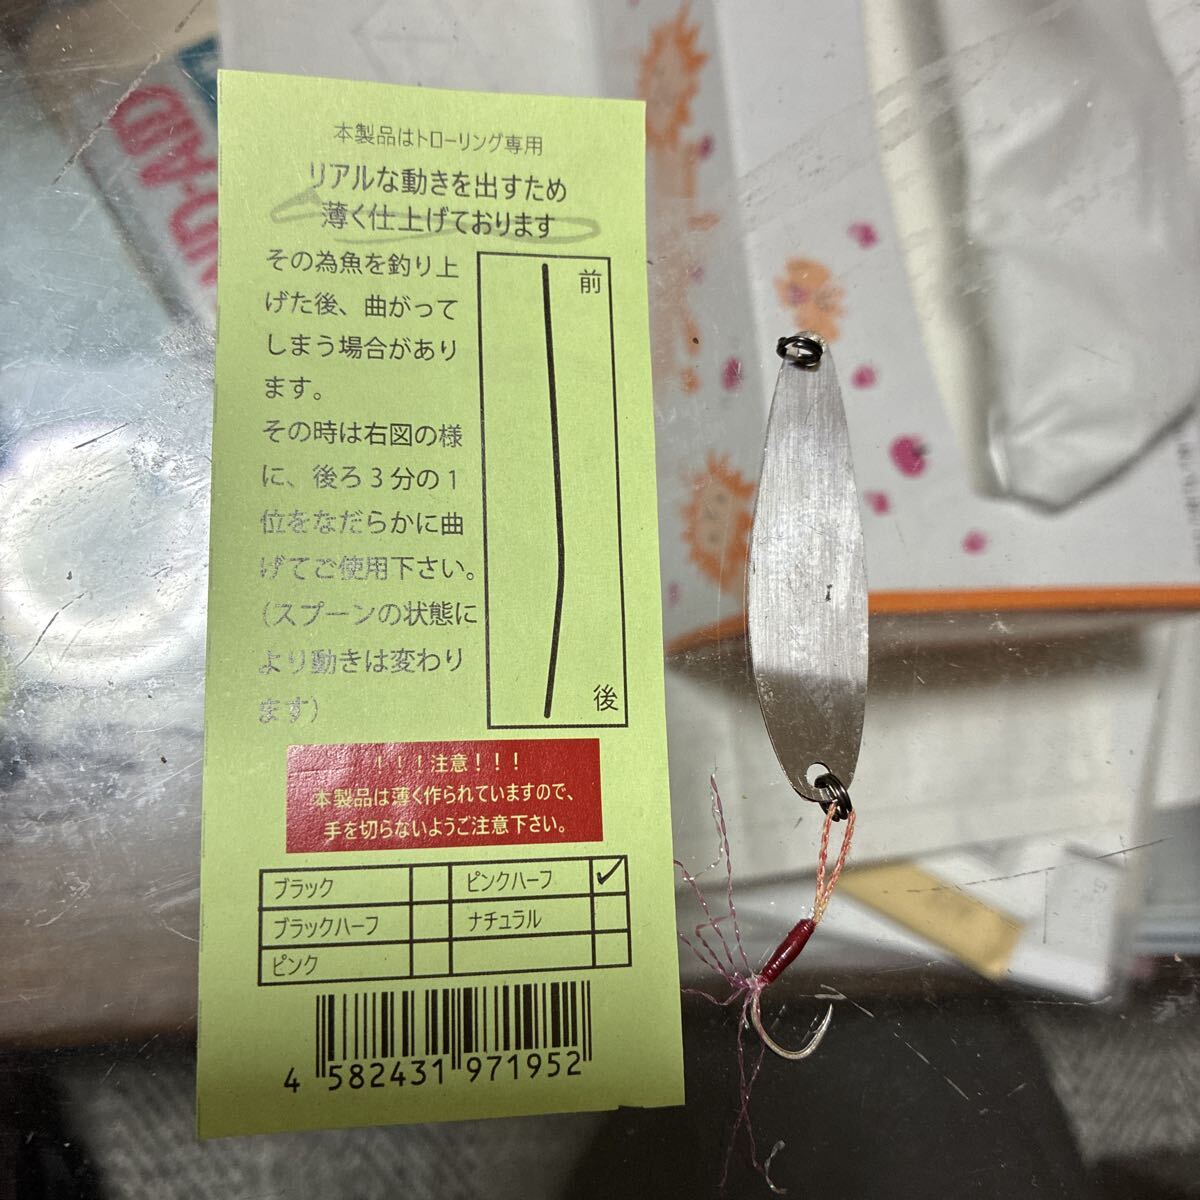 本製品はトローリング専用
リアルな動きを出すため
薄く仕上げております
その為魚を釣り上
げた後、曲がって
しまう場合があり
ます。
その時は右図の様
に、後ろ3分の1
位をなだらかに曲
げてご使用下さい。
(スプーンの状態に
より動きは変わり
ます)
前
後
!!!注意!!!
本製品は薄く作られていますので、
手を切らないようご注意下さい。
ブラック ピンクハーフ ✓
ブラックハーフ ナチュラル
ピンク
4 582431 971952